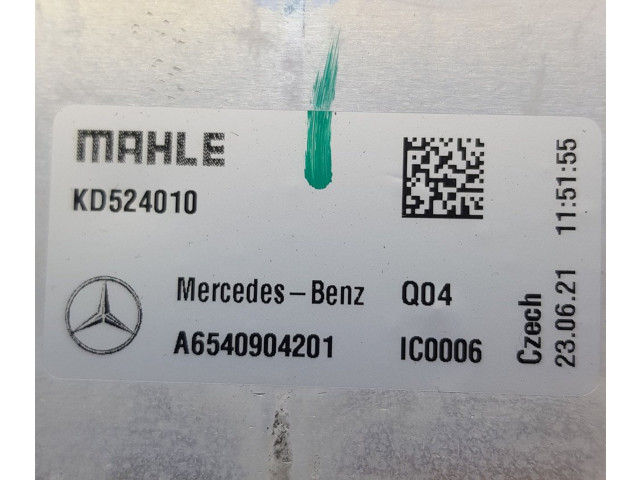 MAHLE
KD524010
Mercedes-Benz Q04
A6540904201 IC0006
Czech
23.06.21 11:51:55